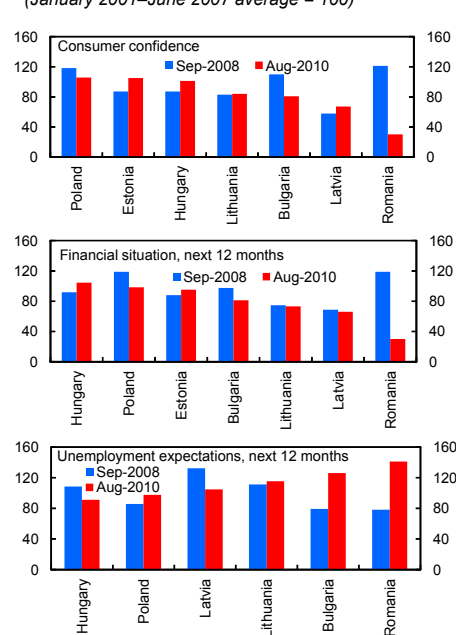 (January 2001–June 2007 average = 100)
160 160
Consumer confidence
Sep-2008 Aug-2010
120 120
80 80
40 40
0 0
Poland Estonia Hungary Lithuania Bulgaria Latvia Romania
160 160
Financial situation, next 12 months
Sep-2008 Aug-2010
120 120
80 80
40 40
0 0
Hungary Poland Estonia Bulgaria Lithuania Latvia Romania
160 160
Unemployment expectations, next 12 months
Sep-2008
120 120
Aug-2010
80 80
40 40
0 0
Hungary Poland Latvia Lithuania Bulgaria Romania